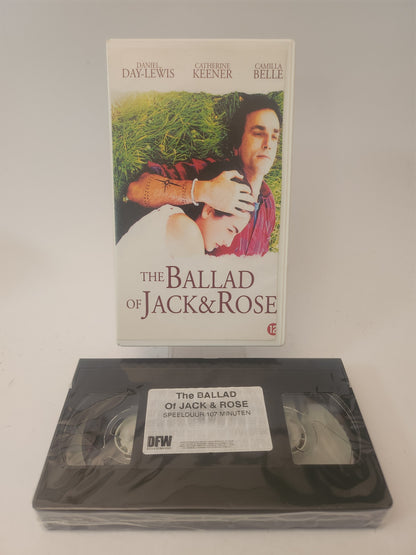 DANIEL
DAY-LEWIS
CATHERINE
KEENER
CAMILLA
BELLE
THE BALLAD
OF JACK&ROSE
12
The BALLAD
Of JACK & ROSE
SPEELDUUR 107 MINUTEN
DFW